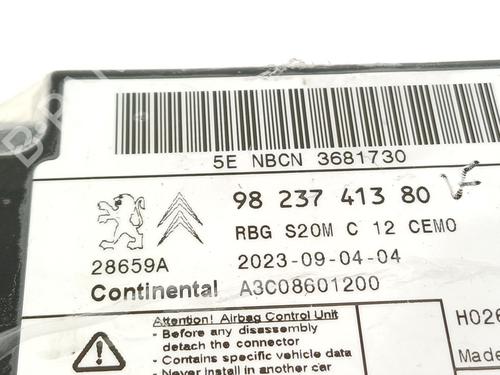 5E NBCN 3681730
98 237 413 80
RBG S20M C 12 CEMO
28659A
2023-09-04-04
Continental
A3C08601200
Attention! Airbag Control Unit
- Before any disassembly
detach the connector
- Contains specific vehicle data
- Never install in another car
H026
Made